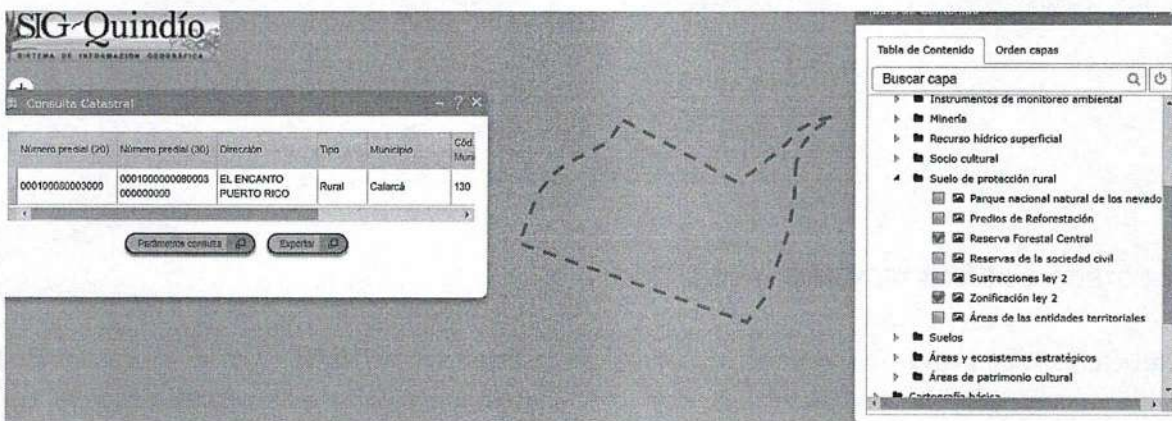 SIG-Quindío
SISTEMA DE INFORMACIÓN GEOGRÁFICA
Consulta Catastral
Número predial (20) Número predial (30) Dirección Tipo Municipio Cód. Muni
000100080003000 0001000000080003000000000 EL ENCANTO PUERTO RICO Rural Calarcá 130
Parámetros consulta Exportar
Tabla de Contenido Orden capas
Buscar capa
Instrumentos de monitoreo ambiental
Minería
Recurso hídrico superficial
Socio cultural
Suelo de protección rural
Parque nacional natural de los nevado
Predios de Reforestación
Reserva Forestal Central
Reservas de la sociedad civil
Sustracciones ley 2
Zonificación ley 2
Áreas de las entidades territoriales
Suelos
Áreas y ecosistemas estratégicos
Áreas de patrimonio cultural
Cartografía básica